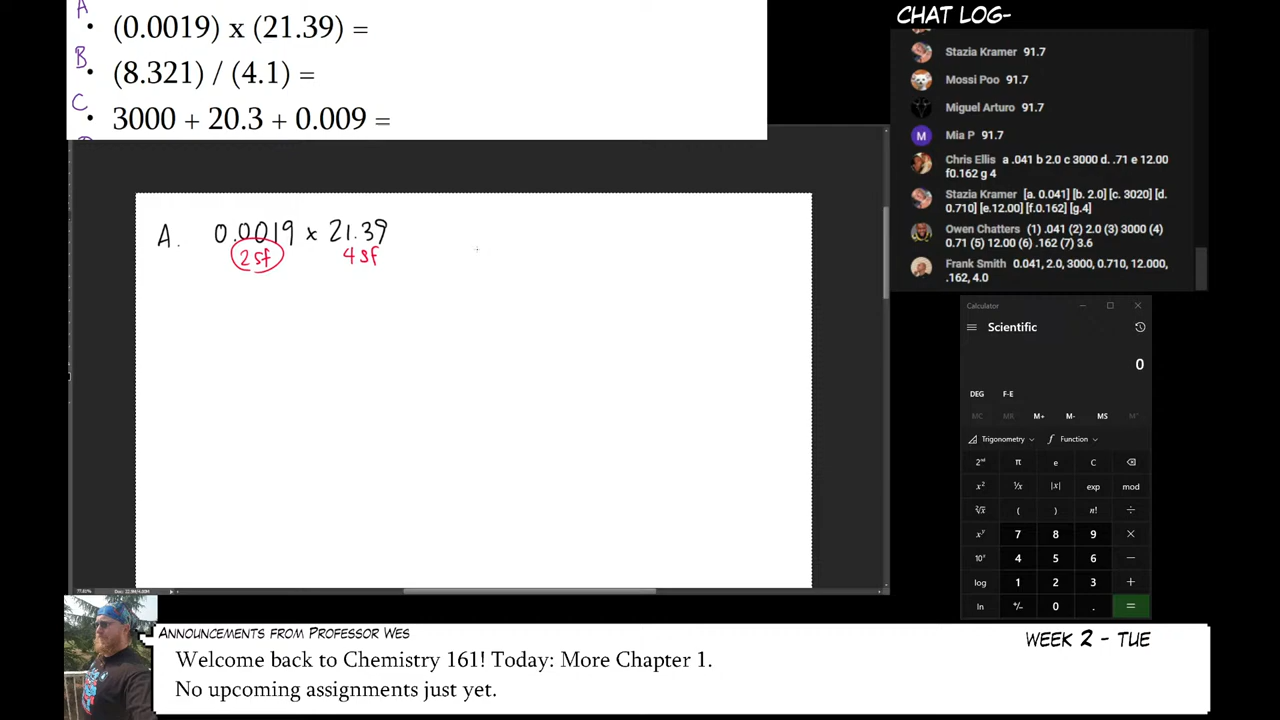 CHAT LOG-
A
• (0.0019) x (21.39) =
B
• (8.321) / (4.1) =
C
• 3000 + 20.3 + 0.009 =
Stazia Kramer 91.7
Mossi Poo 91.7
Miguel Arturo 91.7
M Mia P 91.7
Chris Ellis a .041 b 2.0 c 3000 d. .71 e 12.00
f0.162 g 4
Stazia Kramer [a. 0.041] [b. 2.0] [c. 3020] [d.
0.710] [e.12.00] [f.0.162] [g.4]
Owen Chatters (1) .041 (2) 2.0 (3) 3000 (4)
0.71 (5) 12.00 (6) .162 (7) 3.6
Frank Smith 0.041, 2.0, 3000, 0.710, 12.000,
.162, 4.0
A. 0.0019 x 21.39
2 sf 4 sf
Calculator
Scientific
0
DEG F-E
MC MR M+ M- MS M˅
Trigonometry Function
2ⁿᵈ π e C
x² ¹/x |x| exp mod
²√x ( ) n! ÷
xʸ 7 8 9 ×
10ˣ 4 5 6 −
log 1 2 3 +
ln +/- 0 . =
ANNOUNCEMENTS FROM PROFESSOR WES
WEEK 2 - TUE
Welcome back to Chemistry 161! Today: More Chapter 1.
No upcoming assignments just yet.